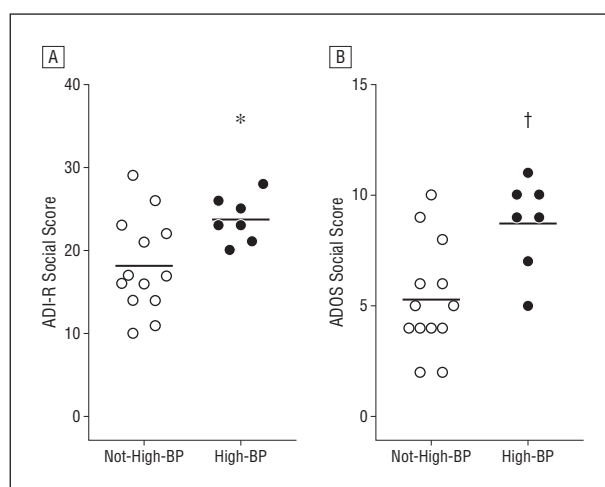 A
40
30
20
10
0
ADI-R Social Score
*
Not-High-BP
High-BP
B
15
10
5
0
ADOS Social Score
†
Not-High-BP
High-BP